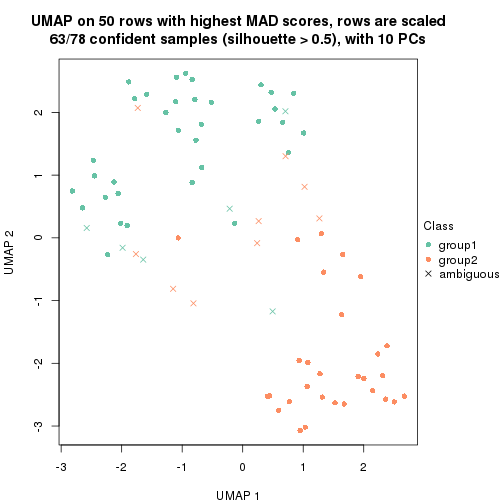 UMAP on 50 rows with highest MAD scores, rows are scaled
63/78 confident samples (silhouette > 0.5), with 10 PCs
2
1
0
-1
-2
-3
UMAP 2
Class
group1
group2
ambiguous
-3 -2 -1 0 1 2
UMAP 1